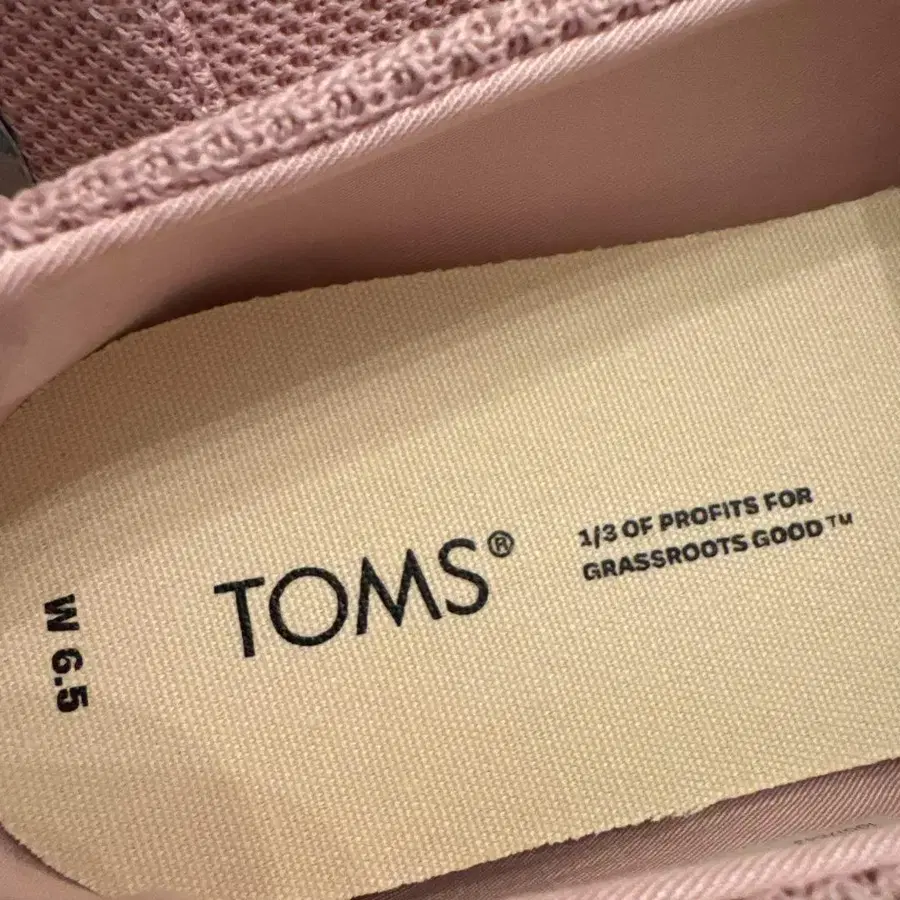 TOMS®
1/3 OF PROFITS FOR
GRASSROOTS GOOD™
W 6.5